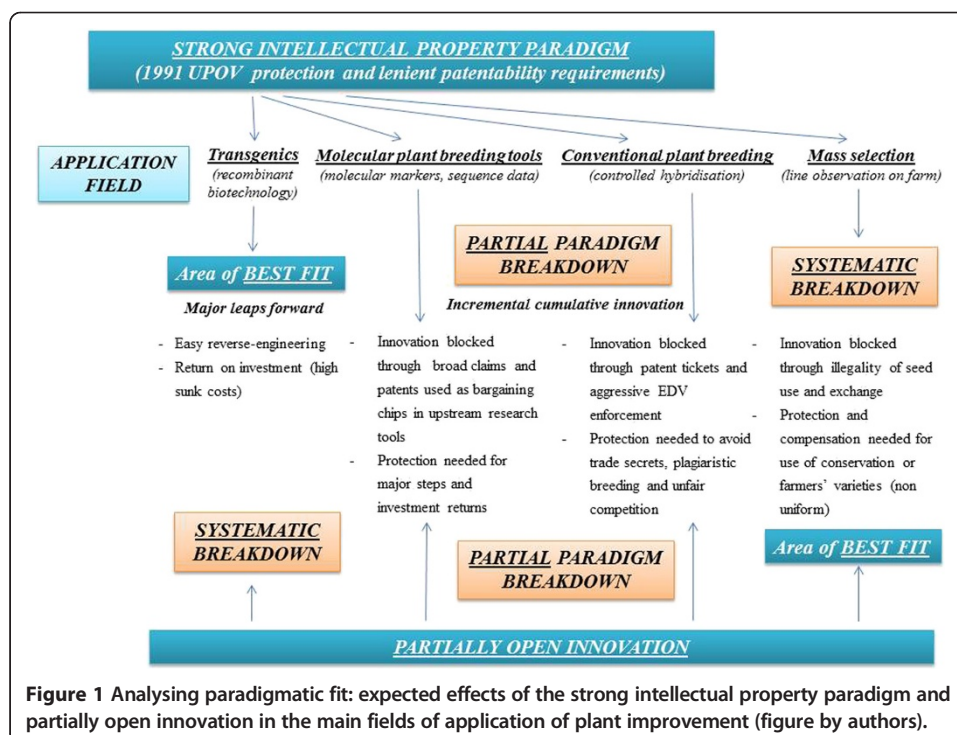 STRONG INTELLECTUAL PROPERTY PARADIGM
(1991 UPOV protection and lenient patentability requirements)
APPLICATION
FIELD
Transgenics
(recombinant
biotechnology)
Molecular plant breeding tools
(molecular markers, sequence data)
Conventional plant breeding
(controlled hybridisation)
Mass selection
(line observation on farm)
Area of BEST FIT
Major leaps forward
- Easy reverse-engineering
- Return on investment (high
sunk costs)
PARTIAL PARADIGM
BREAKDOWN
Incremental cumulative innovation
SYSTEMATIC
BREAKDOWN
- Innovation blocked
through broad claims and
patents used as bargaining
chips in upstream research
tools
- Protection needed for
major steps and
investment returns
- Innovation blocked
through patent tickets and
aggressive EDV
enforcement
- Protection needed to avoid
trade secrets, plagiaristic
breeding and unfair
competition
- Innovation blocked
through illegality of seed
use and exchange
- Protection and
compensation needed for
use of conservation or
farmers' varieties (non
uniform)
SYSTEMATIC
BREAKDOWN
PARTIAL PARADIGM
BREAKDOWN
Area of BEST FIT
PARTIALLY OPEN INNOVATION
Figure 1 Analysing paradigmatic fit: expected effects of the strong intellectual property paradigm and
partially open innovation in the main fields of application of plant improvement (figure by authors).